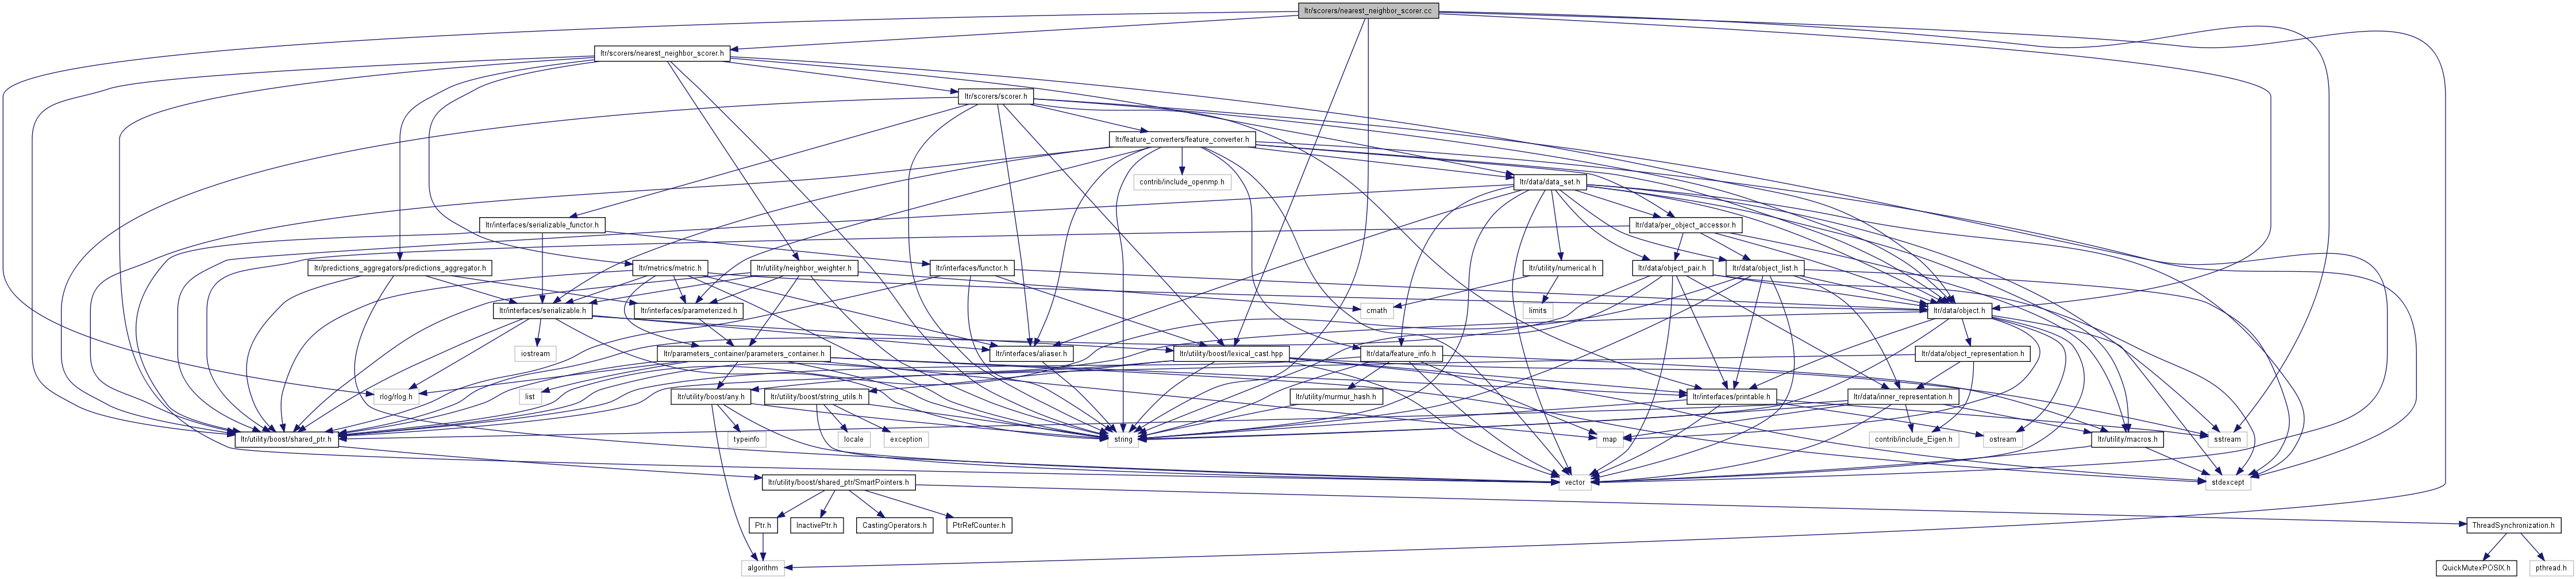 ltr/scorers/nearest_neighbor_scorer.cc
ltr/scorers/nearest_neighbor_scorer.h
ltr/scorers/scorer.h
ltr/feature_converters/feature_converter.h
contrib/include_openmp.h
ltr/data/data_set.h
ltr/interfaces/serializable_functor.h
ltr/data/per_object_accessor.h
ltr/predictions_aggregators/predictions_aggregator.h
ltr/metrics/metric.h
ltr/utility/neighbor_weighter.h
ltr/interfaces/functor.h
ltr/utility/numerical.h
ltr/data/object_pair.h
ltr/data/object_list.h
ltr/interfaces/serializable.h
ltr/interfaces/parameterized.h
cmath
limits
ltr/data/object.h
iostream
ltr/parameters_container/parameters_container.h
ltr/interfaces/aliaser.h
ltr/utility/boost/lexical_cast.hpp
ltr/data/feature_info.h
ltr/data/object_representation.h
rlog/rlog.h
list
ltr/utility/boost/any.h
ltr/utility/boost/string_utils.h
ltr/utility/murmur_hash.h
ltr/interfaces/printable.h
ltr/data/inner_representation.h
ltr/utility/boost/shared_ptr.h
typeinfo
locale
exception
string
map
contrib/include_Eigen.h
ostream
ltr/utility/macros.h
sstream
ltr/utility/boost/shared_ptr/SmartPointers.h
vector
stdexcept
Ptr.h
InactivePtr.h
CastingOperators.h
PtrRefCounter.h
ThreadSynchronization.h
algorithm
QuickMutexPOSIX.h
pthread.h